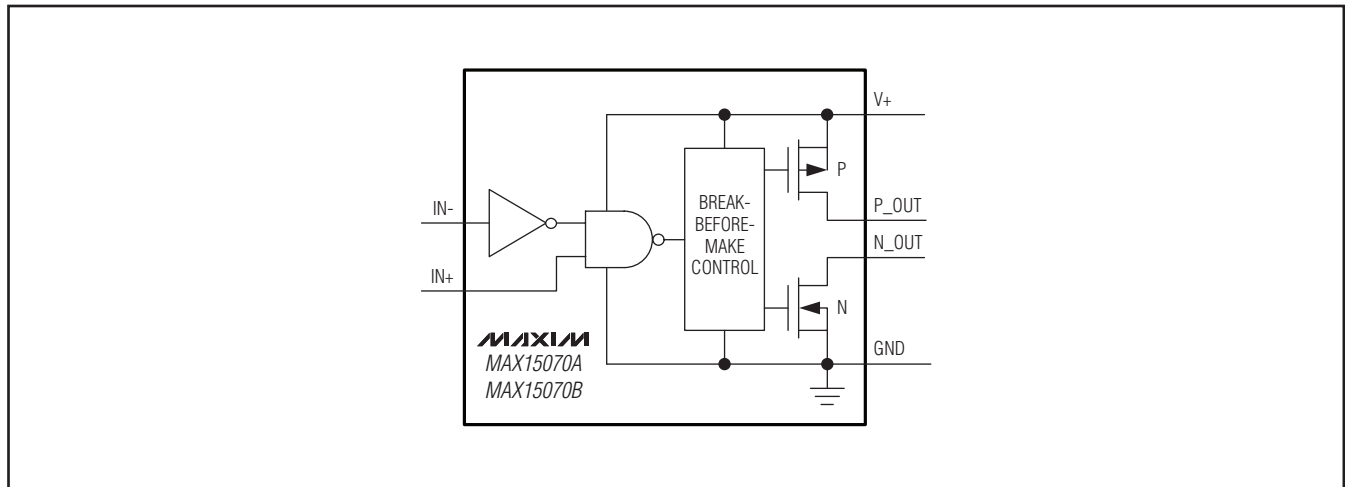 V+
P
P_OUT
BREAK-
BEFORE-
MAKE
CONTROL
IN-
N_OUT
IN+
N
GND
MAXIM
MAX15070A
MAX15070B